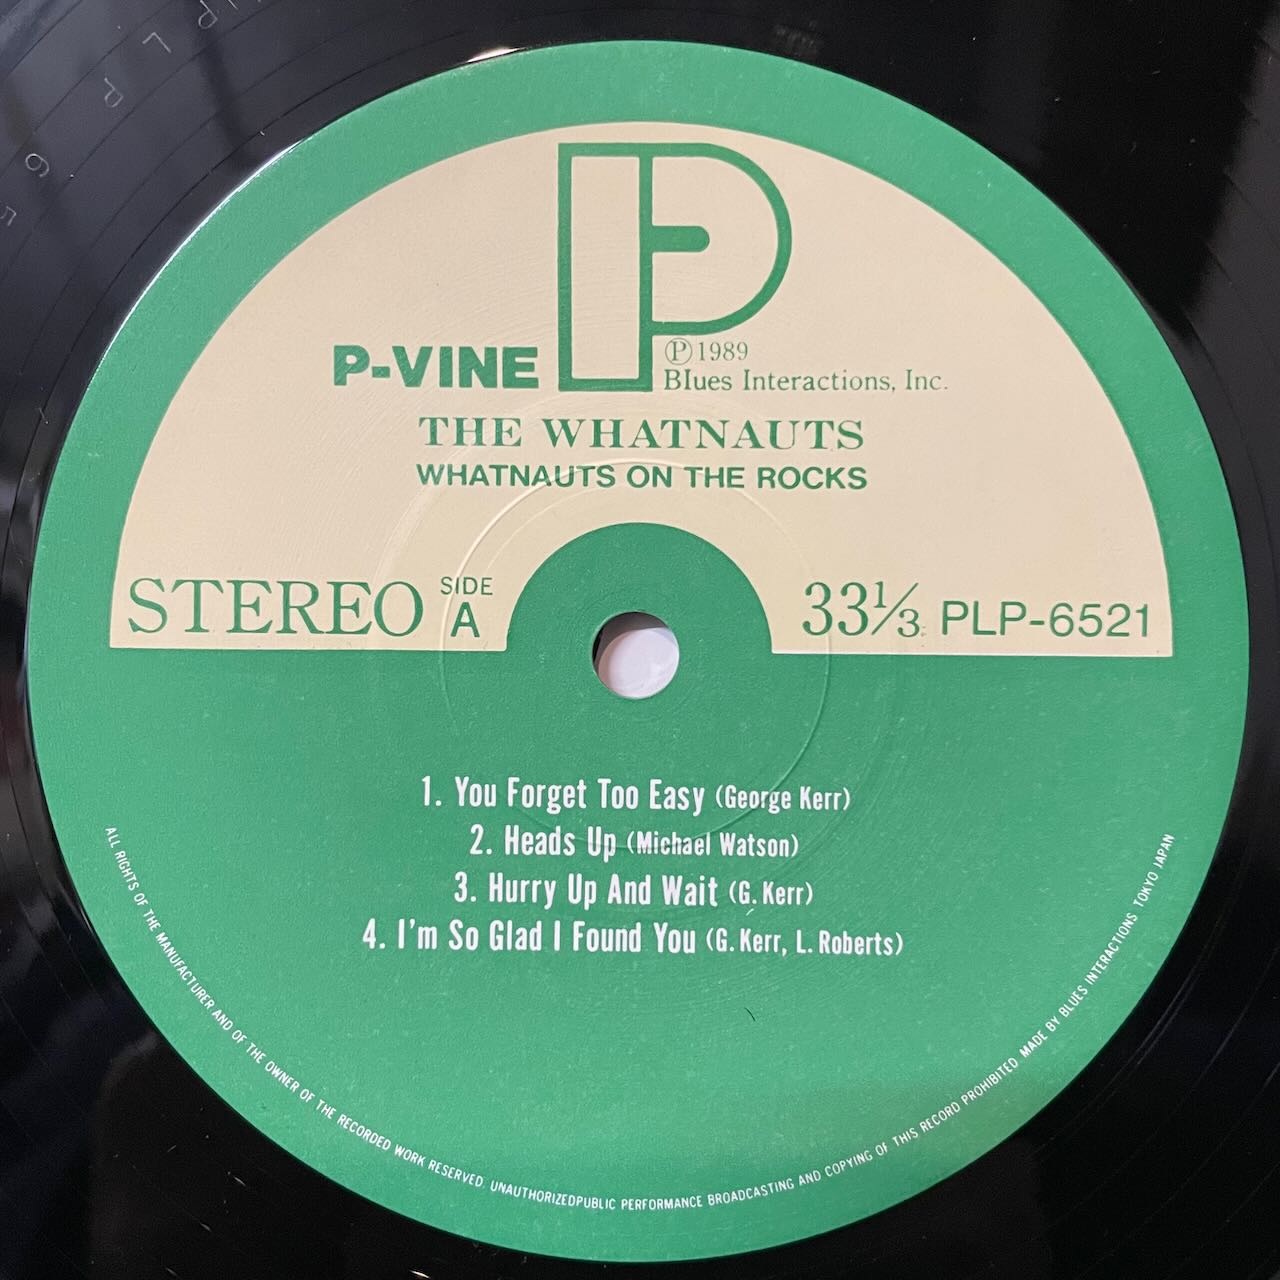 P-VINE
Ⓟ 1989
Blues Interactions, Inc.
THE WHATNAUTS
WHATNAUTS ON THE ROCKS
STEREO SIDE A
33⅓ PLP-6521
1. You Forget Too Easy (George Kerr)
2. Heads Up (Michael Watson)
3. Hurry Up And Wait (G. Kerr)
4. I'm So Glad I Found You (G. Kerr, L. Roberts)
ALL RIGHTS OF THE MANUFACTURER AND OF THE OWNER OF THE RECORDED WORK RESERVED. UNAUTHORIZEDPUBLIC PERFORMANCE BROADCASTING AND COPYING OF THIS RECORD PROHIBITED. MADE BY BLUES INTERACTIONS TOKYO JAPAN